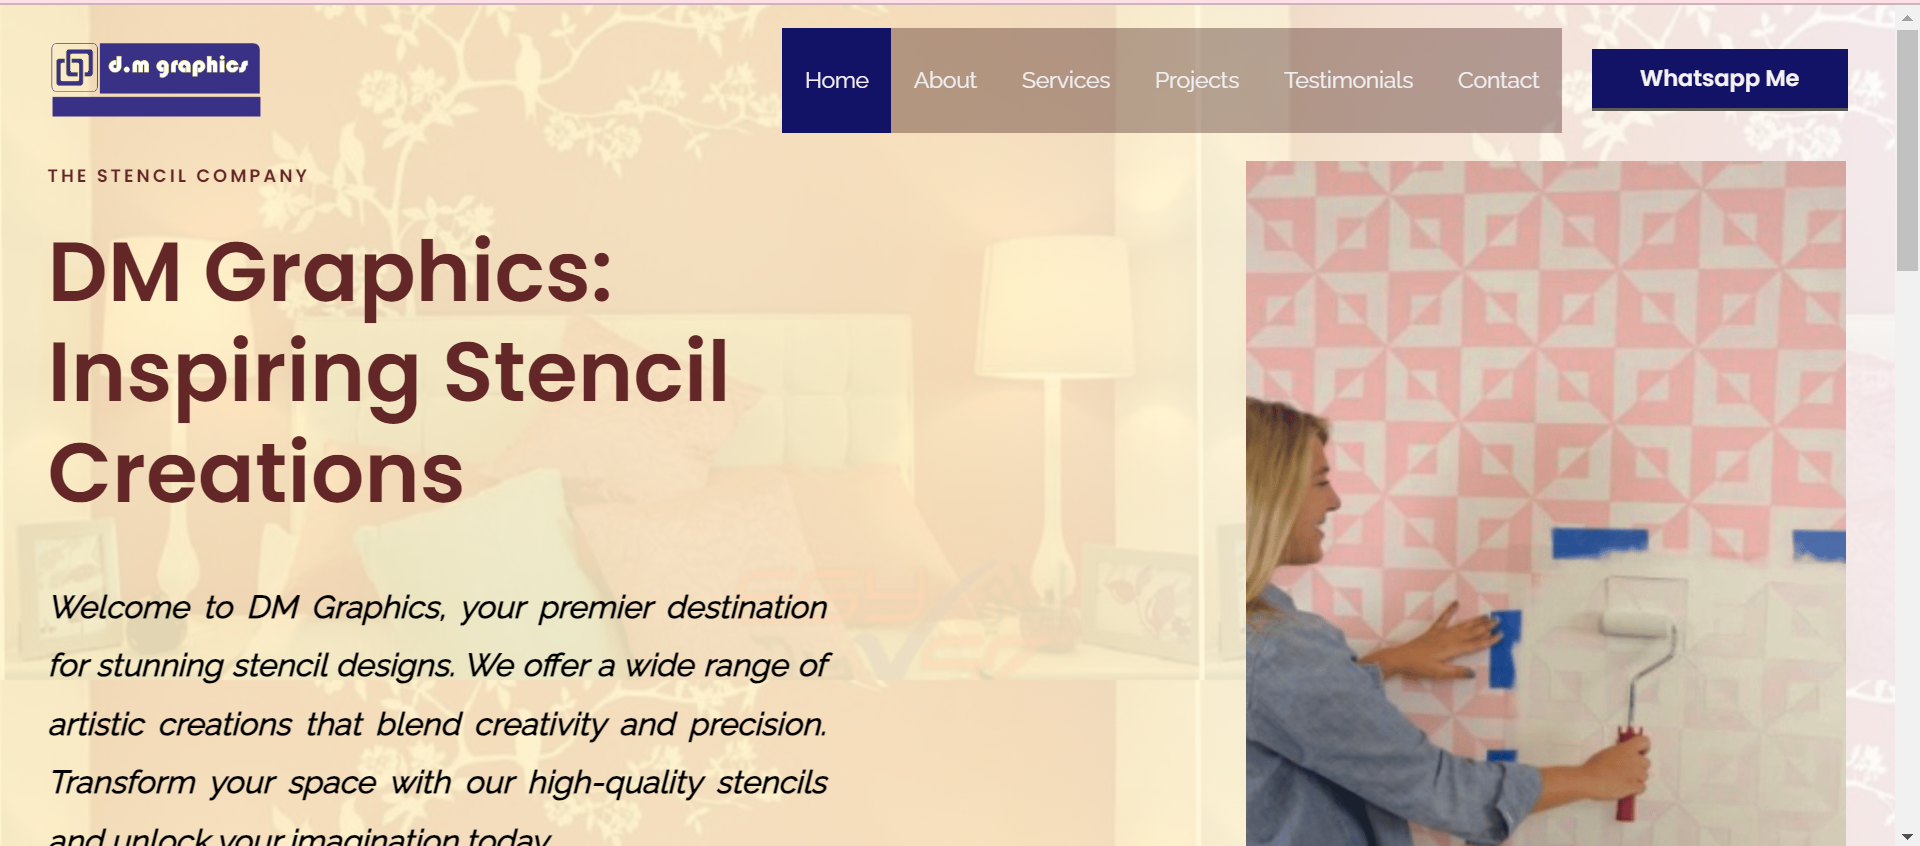 d.m graphics
Home About Services Projects Testimonials Contact
Whatsapp Me
THE STENCIL COMPANY
DM Graphics:
Inspiring Stencil
Creations
Welcome to DM Graphics, your premier destination
for stunning stencil designs. We offer a wide range of
artistic creations that blend creativity and precision.
Transform your space with our high-quality stencils
and unlock your imagination today.